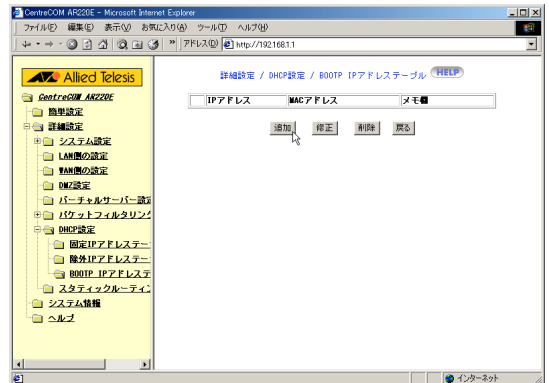 CentreCOM AR220E - Microsoft Internet Explorer
ファイル(F) 編集(E) 表示(V) お気に入り(A) ツール(T) ヘルプ(H)
アドレス(D) http://192.168.1.1
Allied Telesis
CentreCOM AR220E
簡単設定
詳細設定
システム設定
LAN側の設定
WAN側の設定
DMZ設定
バーチャルサーバー設定
パケットフィルタリング
DHCP設定
固定IPアドレステー
除外IPアドレステー
BOOTP IPアドレステ
スタティックルーティン
システム情報
ヘルプ
詳細設定 / DHCP設定 / BOOTP IPアドレステーブル HELP
IPアドレス MACアドレス メモ欄
追加 修正 削除 戻る
インターネット